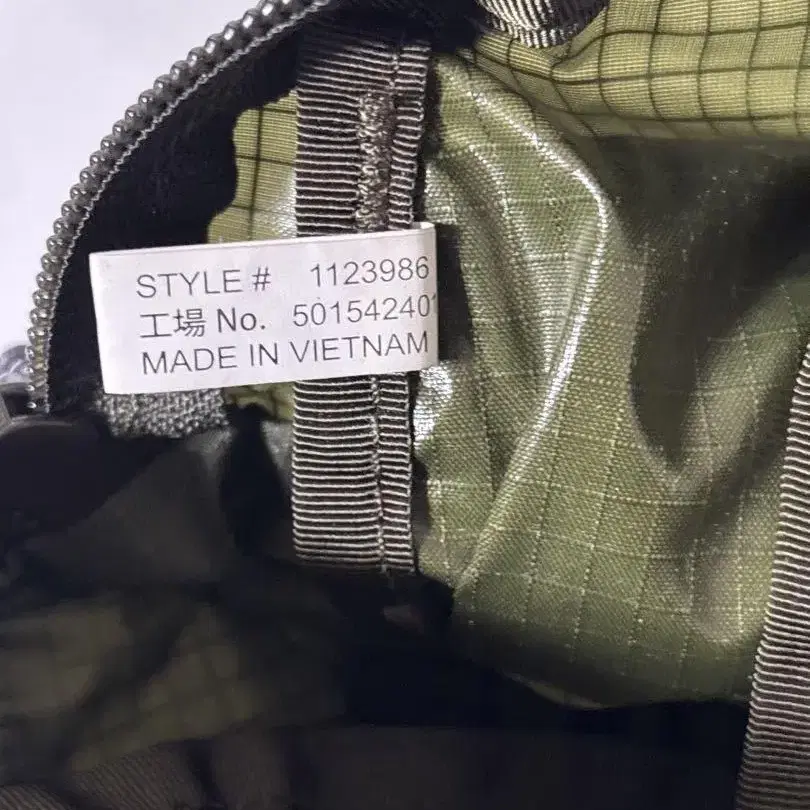 STYLE # 1123986
工場 No. 50154240
MADE IN VIETNAM